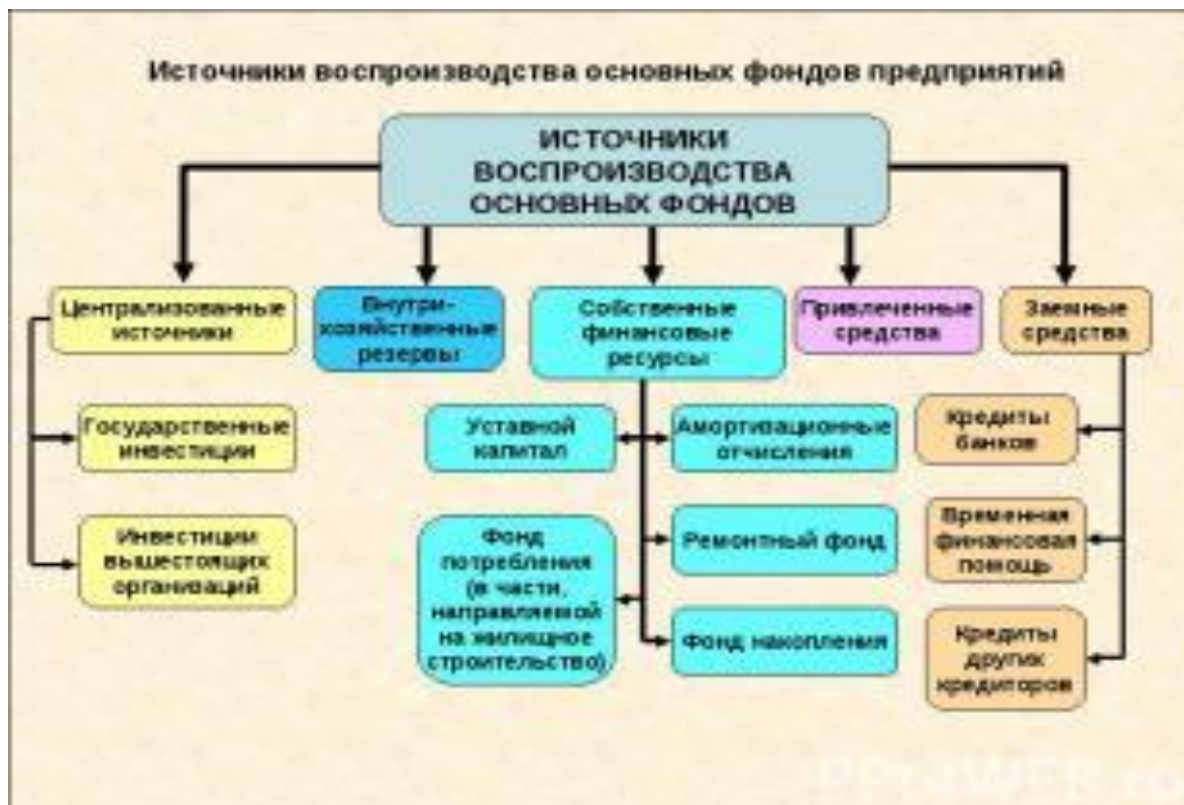 Источники воспроизводства основных фондов предприятий
ИСТОЧНИКИ
ВОСПРОИЗВОДСТВА
ОСНОВНЫХ ФОНДОВ
Централизованные
источники
Внутри-
хозяйственные
резервы
Собственные
финансовые
ресурсы
Привлеченные
средства
Заемные
средства
Государственные
инвестиции
Уставной
капитал
Амортизационные
отчисления
Кредиты
банков
Инвестиции
вышестоящих
организаций
Фонд
потребления
(в части,
направляемой
на жилищное
строительство)
Ремонтный фонд
Временная
финансовая
помощь
Фонд накопления
Кредиты
других
кредиторов